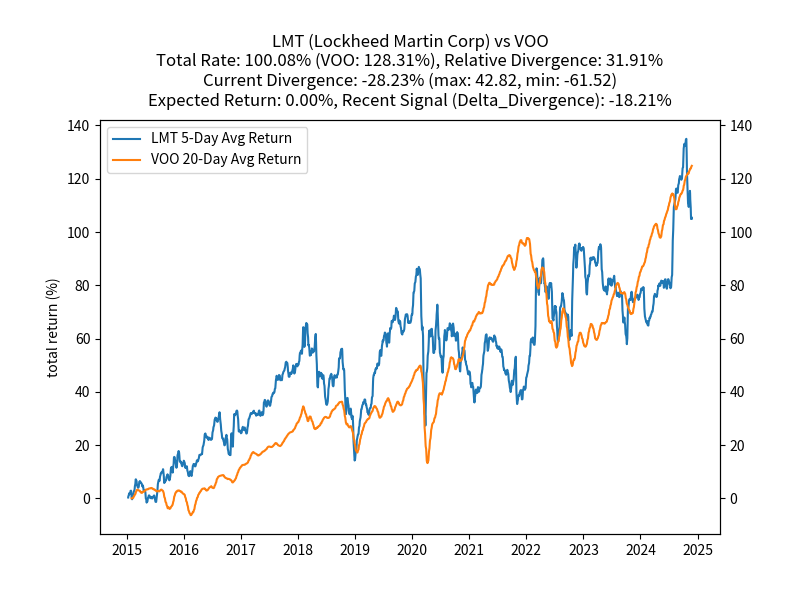 LMT (Lockheed Martin Corp) vs VOO
Total Rate: 100.08% (VOO: 128.31%), Relative Divergence: 31.91%
Current Divergence: -28.23% (max: 42.82, min: -61.52)
Expected Return: 0.00%, Recent Signal (Delta_Divergence): -18.21%
LMT 5-Day Avg Return
VOO 20-Day Avg Return
total return (%)
140 140
120 120
100 100
80 80
60 60
40 40
20 20
0 0
2015 2016 2017 2018 2019 2020 2021 2022 2023 2024 2025